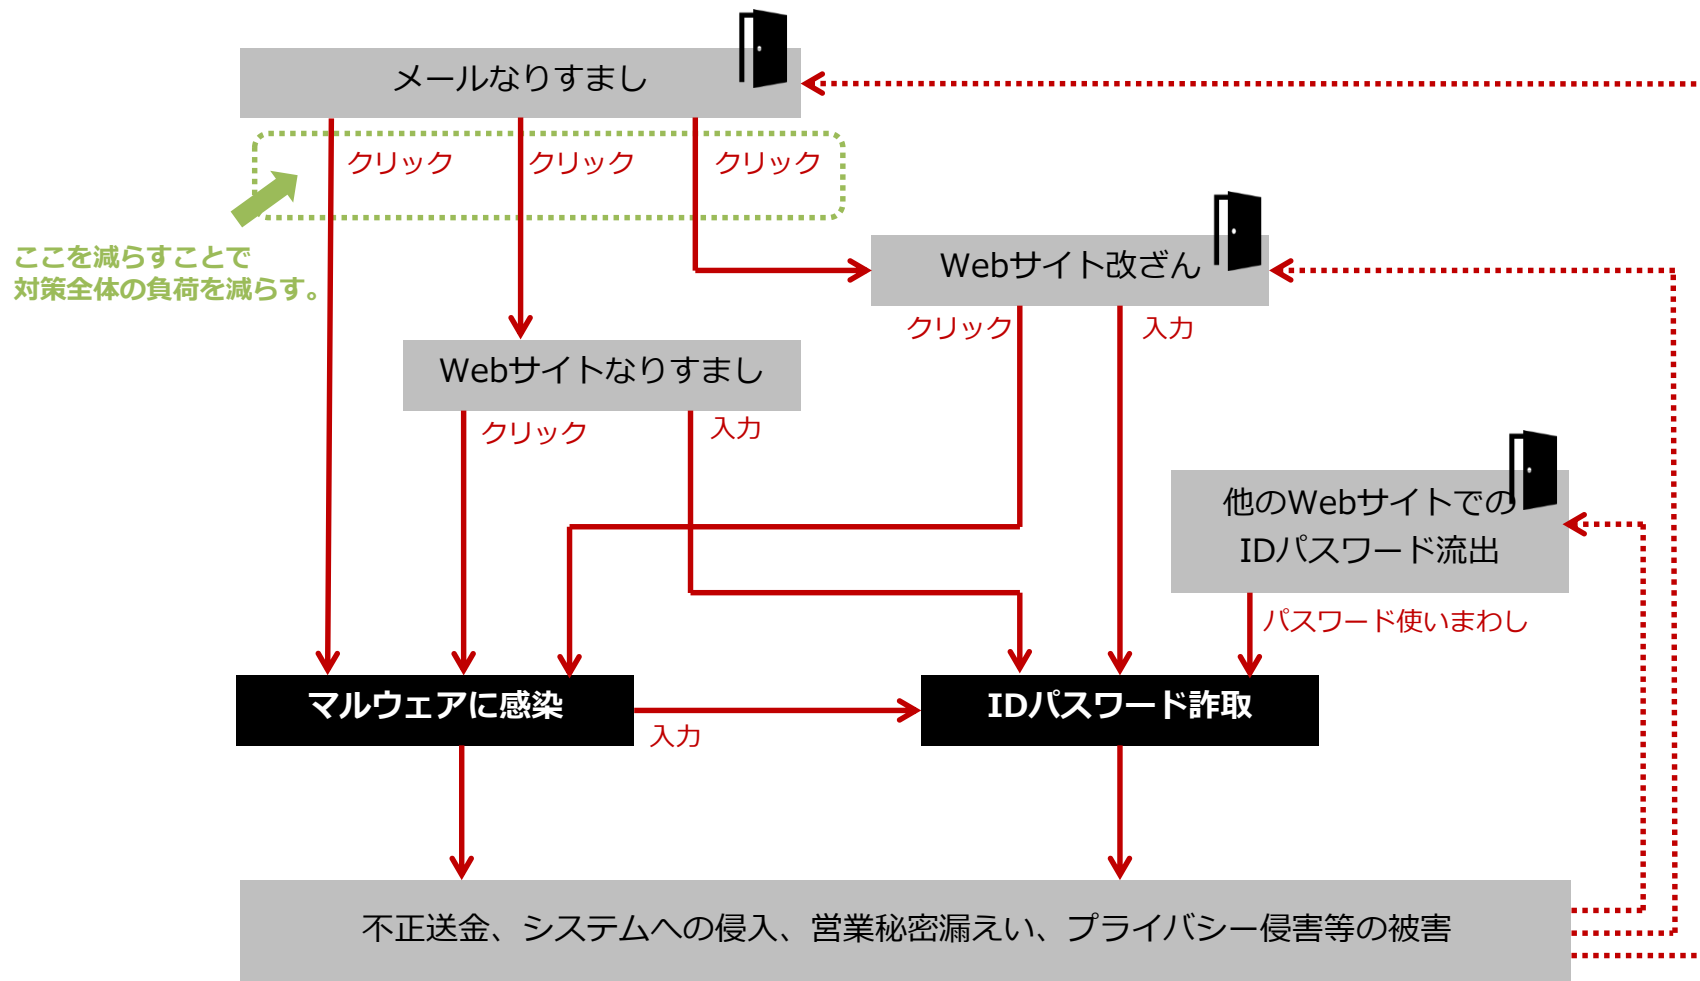 メールなりすまし
クリック
クリック
クリック
ここを減らすことで
対策全体の負荷を減らす。
Webサイト改ざん
クリック
入力
Webサイトなりすまし
クリック
入力
他のWebサイトでの
IDパスワード流出
パスワード使いまわし
マルウェアに感染
入力
IDパスワード詐取
不正送金、システムへの侵入、営業秘密漏えい、プライバシー侵害等の被害